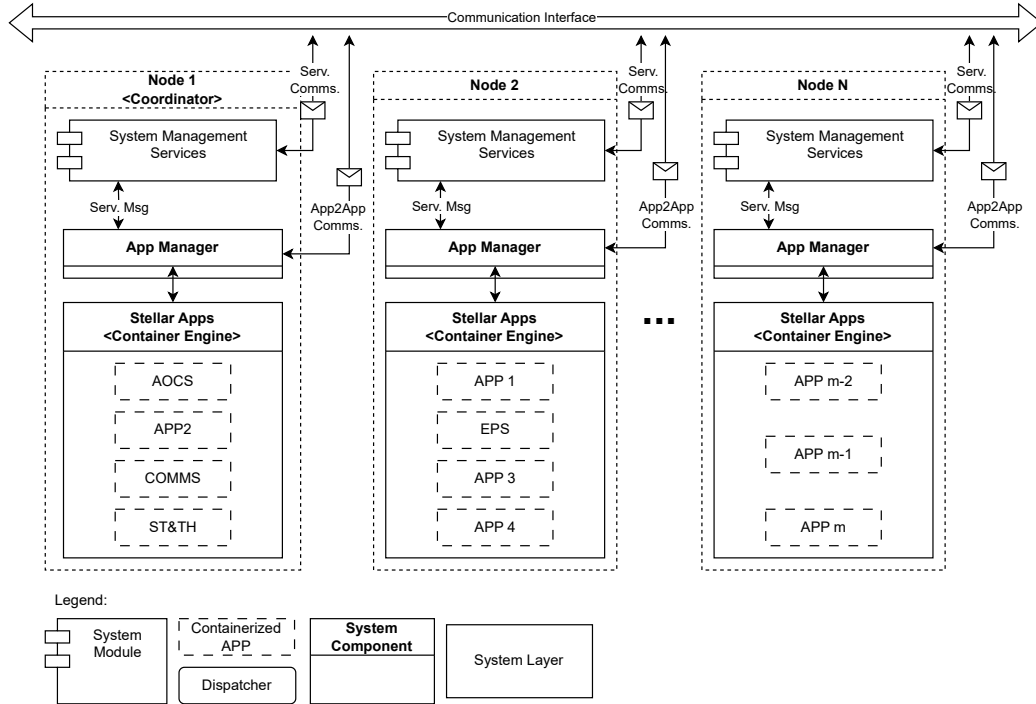 Communication Interface
Node 1
<Coordinator>
Serv.
Comms.
System Management
Services
Serv. Msg
App2App
Comms.
App Manager
Stellar Apps
<Container Engine>
AOCS
APP2
COMMS
ST&TH
Node 2
Serv.
Comms.
System Management
Services
Serv. Msg
App2App
Comms.
App Manager
Stellar Apps
<Container Engine>
APP 1
EPS
APP 3
APP 4
...
Node N
Serv.
Comms.
System Management
Services
Serv. Msg
App2App
Comms.
App Manager
Stellar Apps
<Container Engine>
APP m-2
APP m-1
APP m
Legend:
System
Module
Containerized
APP
Dispatcher
System
Component
System Layer